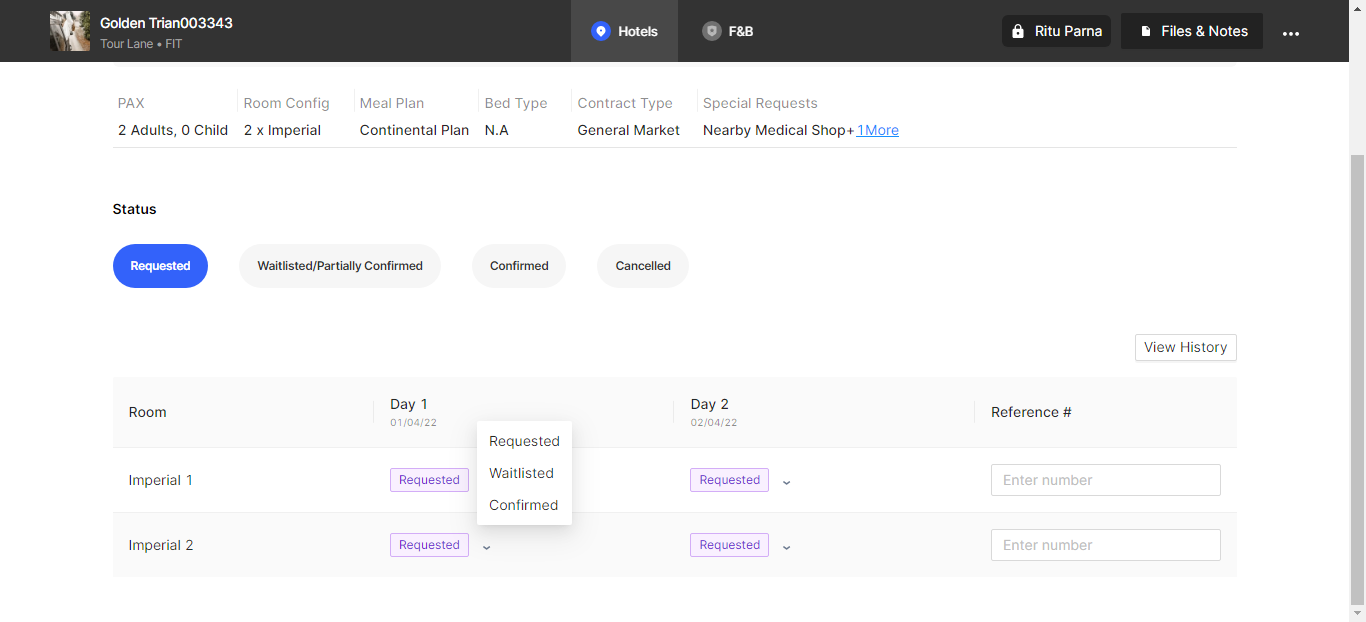 Golden Trian003343
Tour Lane • FIT
Hotels
F&B
Ritu Parna
Files & Notes
PAX
Room Config
Meal Plan
Bed Type
Contract Type
Special Requests
2 Adults, 0 Child
2 x Imperial
Continental Plan
N.A
General Market
Nearby Medical Shop+ 1More
Status
Requested
Waitlisted/Partially Confirmed
Confirmed
Cancelled
View History
Room
Day 1
01/04/22
Day 2
02/04/22
Reference #
Requested
Waitlisted
Confirmed
Imperial 1
Requested
Requested
Enter number
Imperial 2
Requested
Requested
Enter number